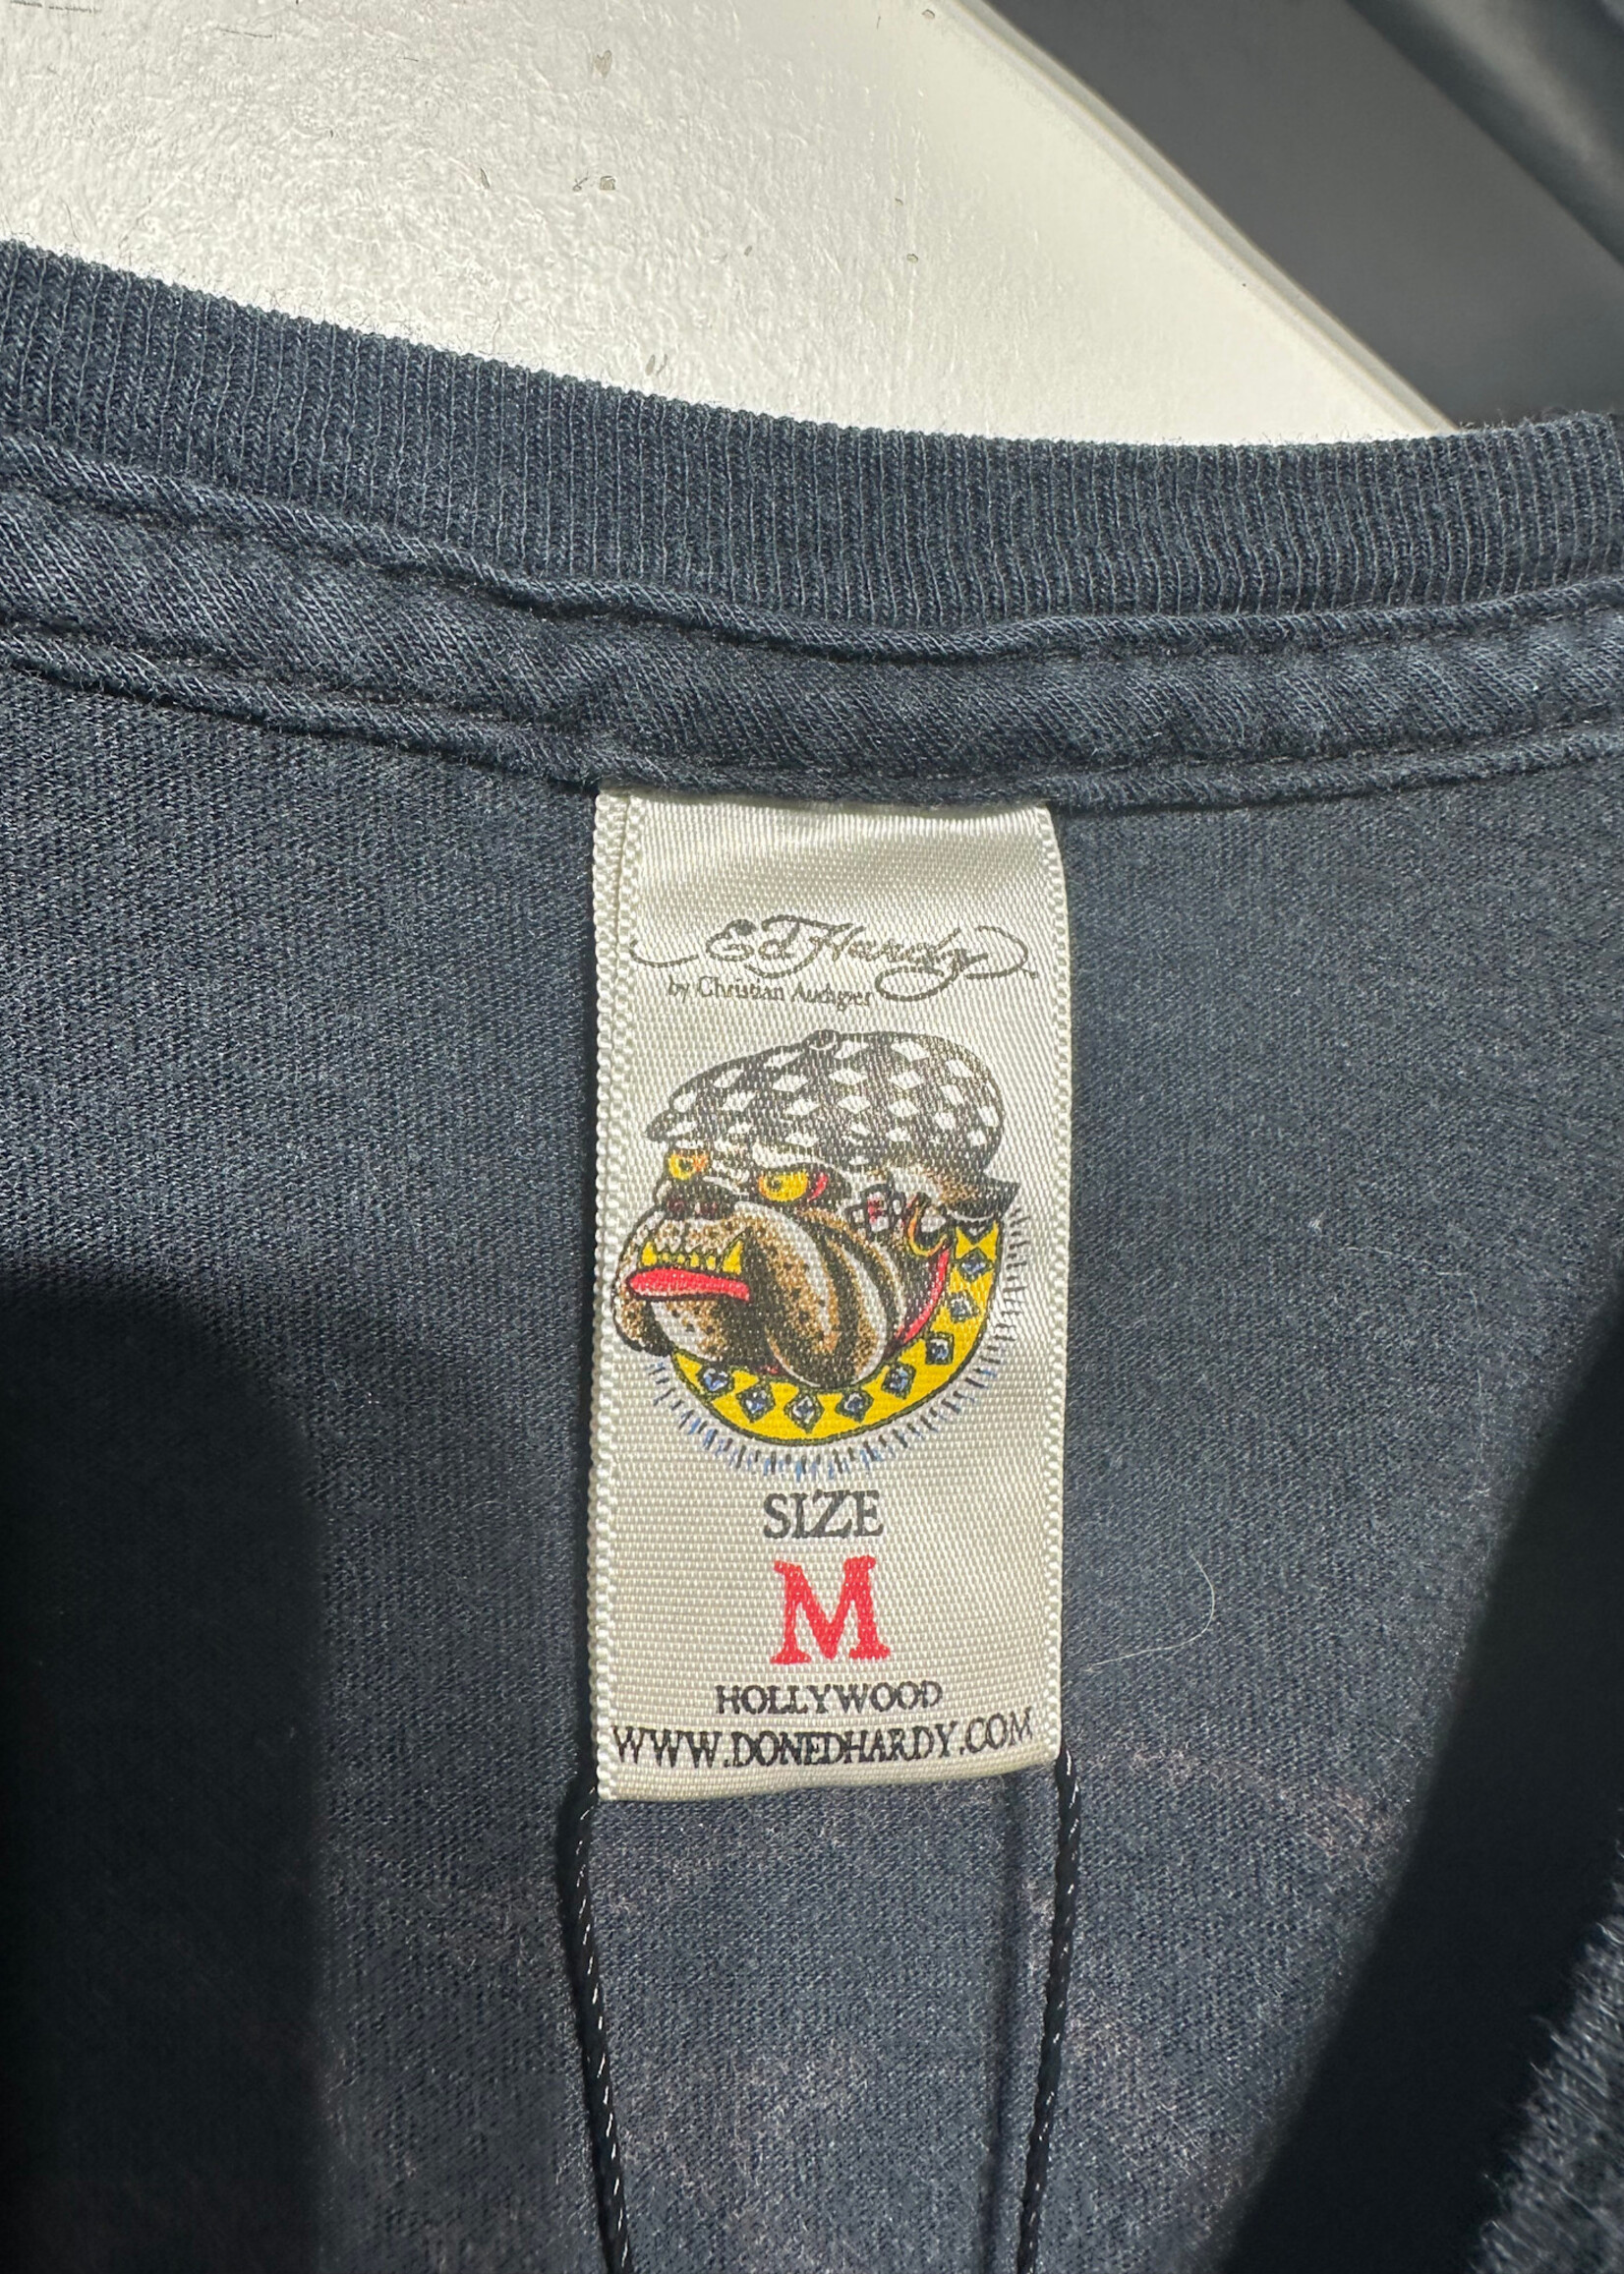 Ed Hardy
by Christian Audigier
SIZE
M
HOLLYWOOD
WWW.DONEDHARDY.COM